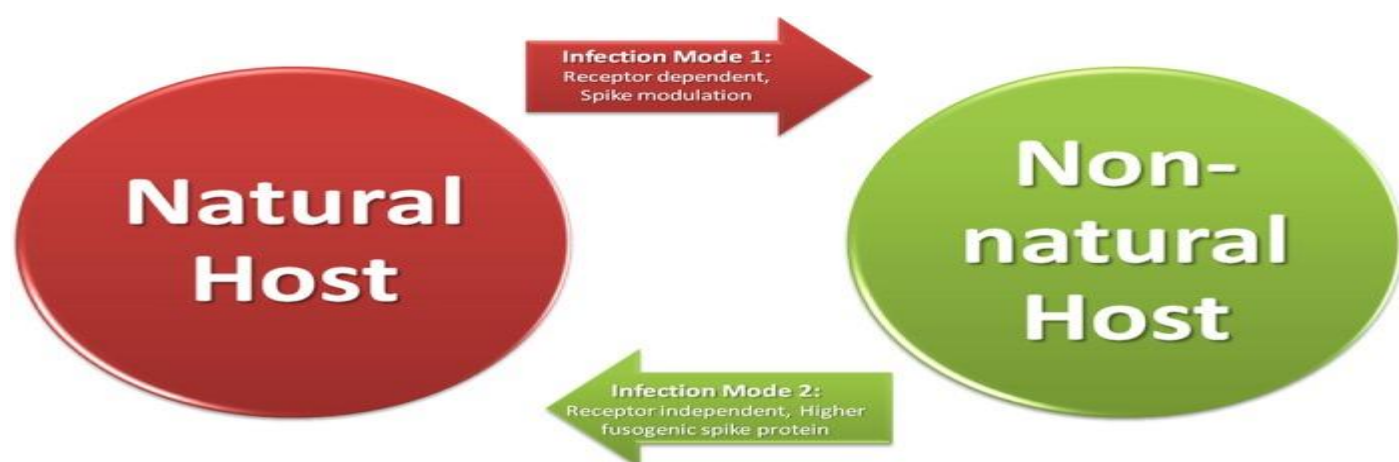 Infection Mode 1:
Receptor dependent,
Spike modulation
Natural
Host
Non-
natural
Host
Infection Mode 2:
Receptor independent, Higher
fusogenic spike protein